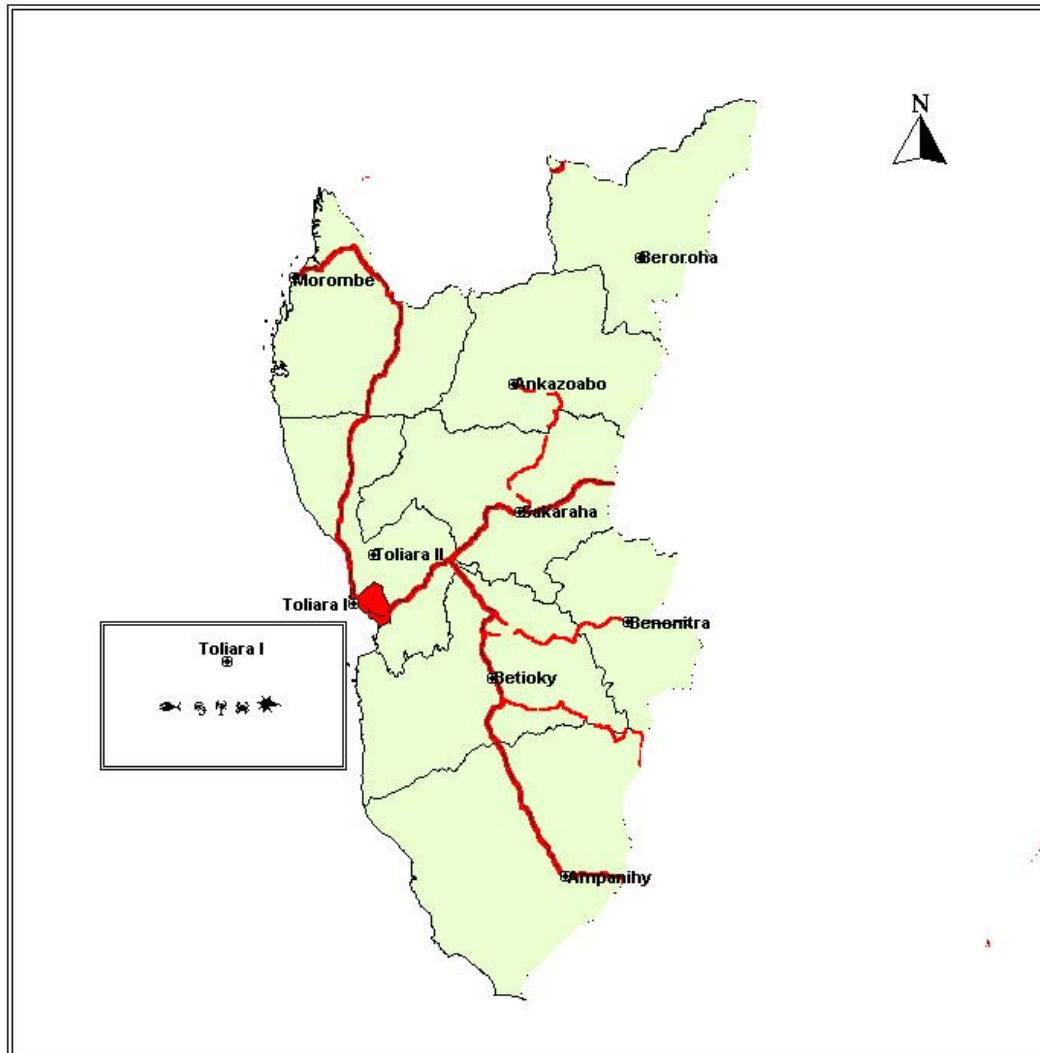 N
Beroroha
Morombe
Ankazoabo
Sakaraha
Toliara II
Toliara I
Benenitra
Toliara I
Betioky
Ampanihy